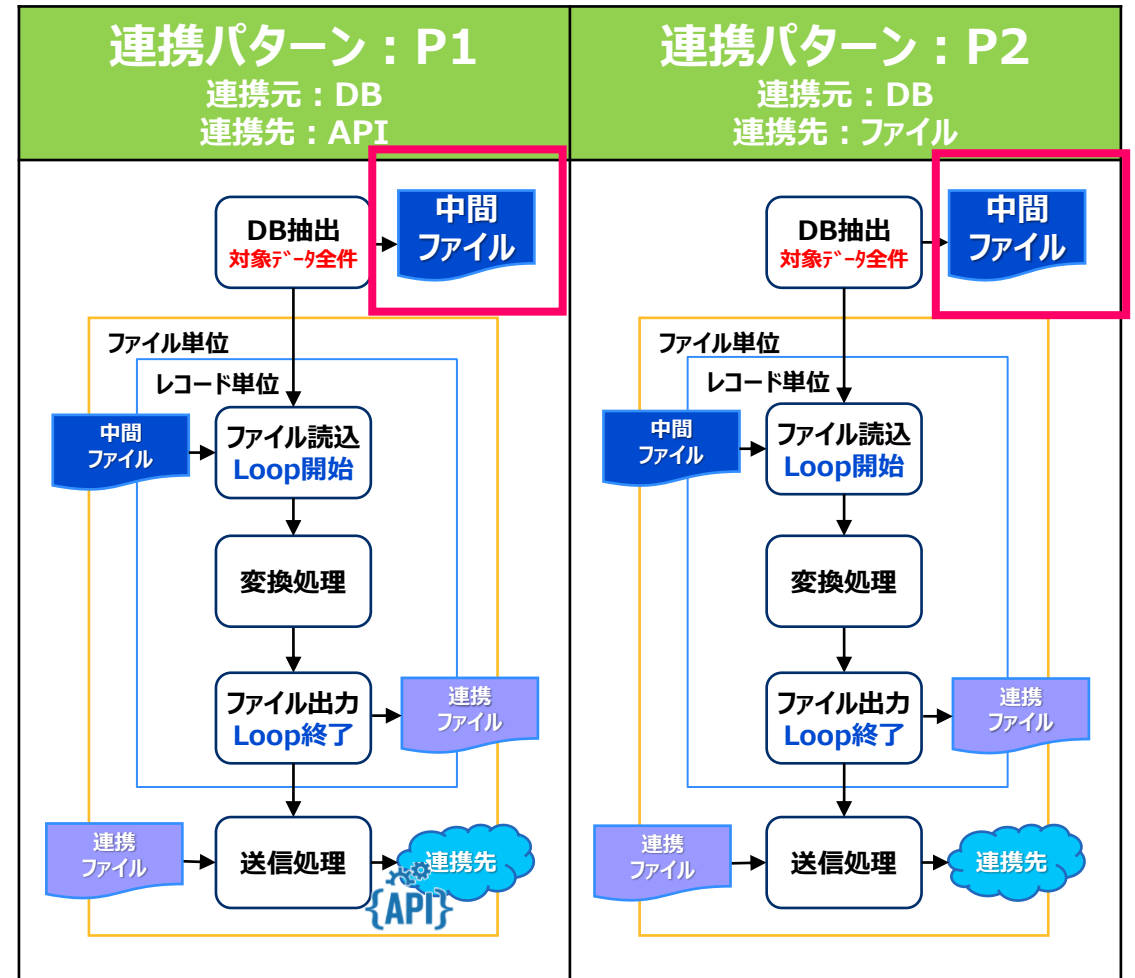 連携パターン：P1
連携元：DB
連携先：API
DB抽出
対象ﾃﾞｰﾀ全件
中間
ファイル
ファイル単位
レコード単位
中間
ファイル
ファイル読込
Loop開始
変換処理
ファイル出力
Loop終了
連携
ファイル
連携
ファイル
送信処理
連携先
{API}
連携パターン：P2
連携元：DB
連携先：ファイル
DB抽出
対象ﾃﾞｰﾀ全件
中間
ファイル
ファイル単位
レコード単位
中間
ファイル
ファイル読込
Loop開始
変換処理
ファイル出力
Loop終了
連携
ファイル
連携
ファイル
送信処理
連携先